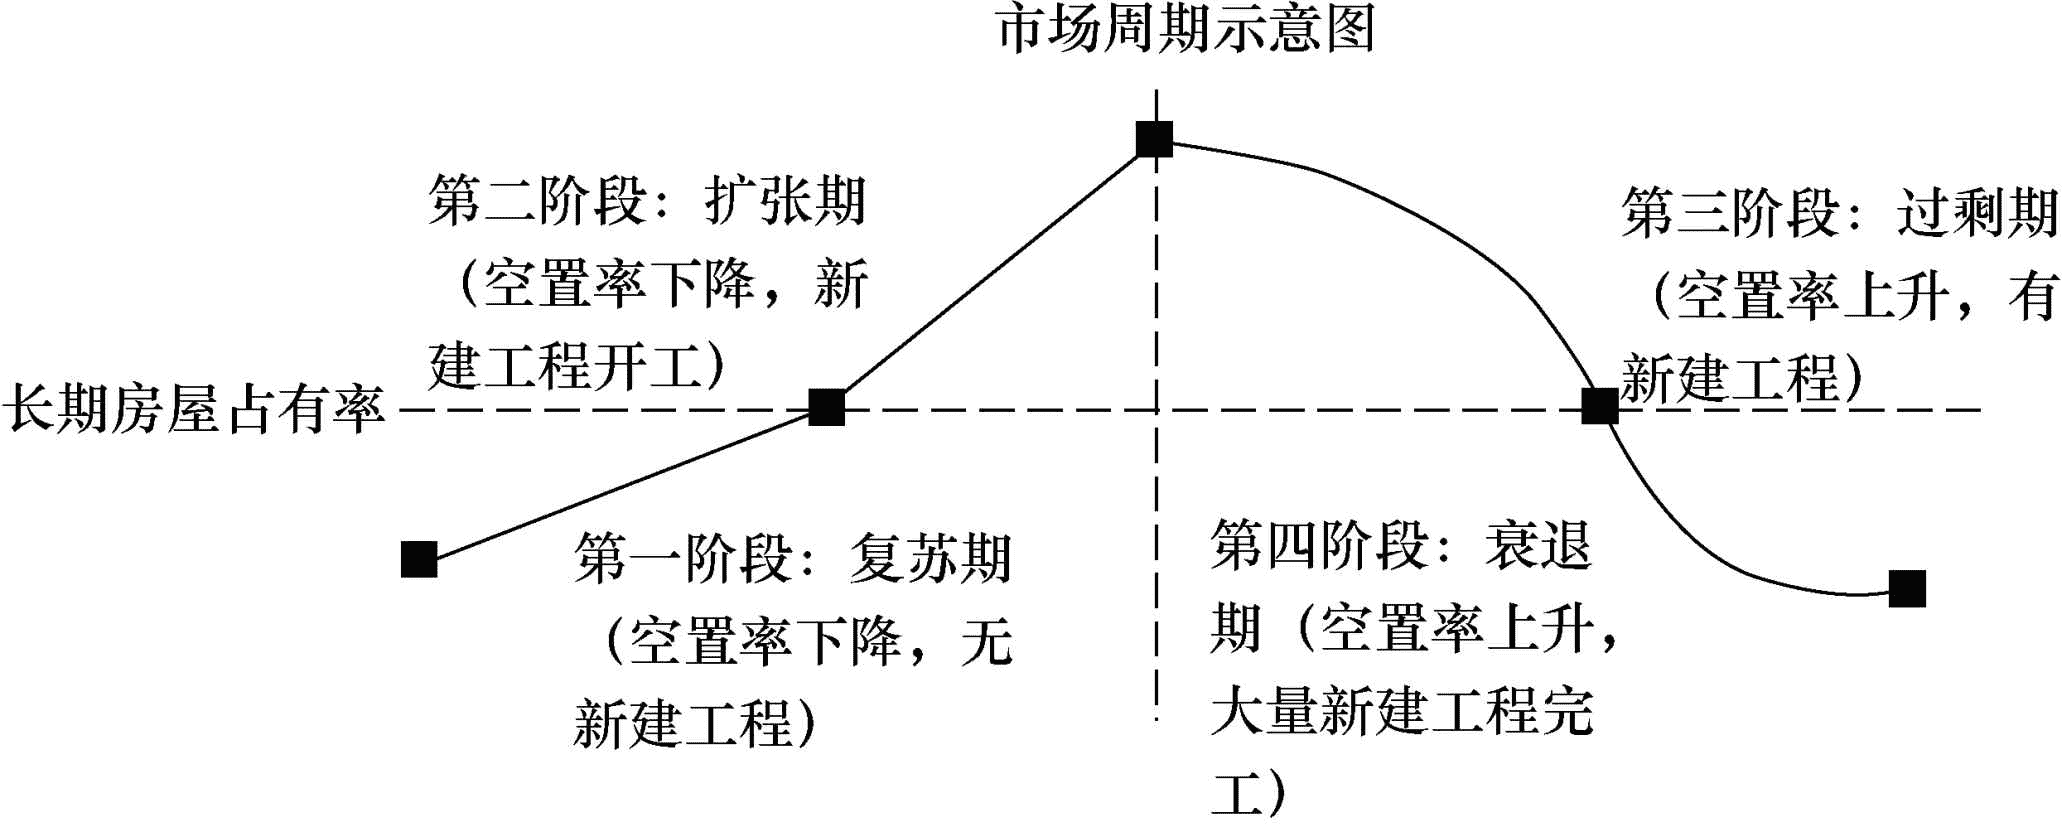 市场周期示意图
第二阶段：扩张期
（空置率下降，新
建工程开工）
第三阶段：过剩期
（空置率上升，有
新建工程）
长期房屋占有率
第一阶段：复苏期
（空置率下降，无
新建工程）
第四阶段：衰退
期（空置率上升，
大量新建工程完
工）